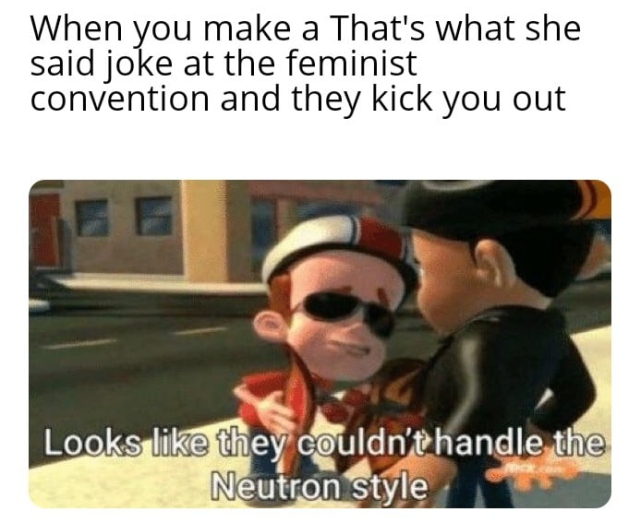 When you make a That's what she
said joke at the feminist
convention and they kick you out
Looks like they couldn't handle the
Neutron style